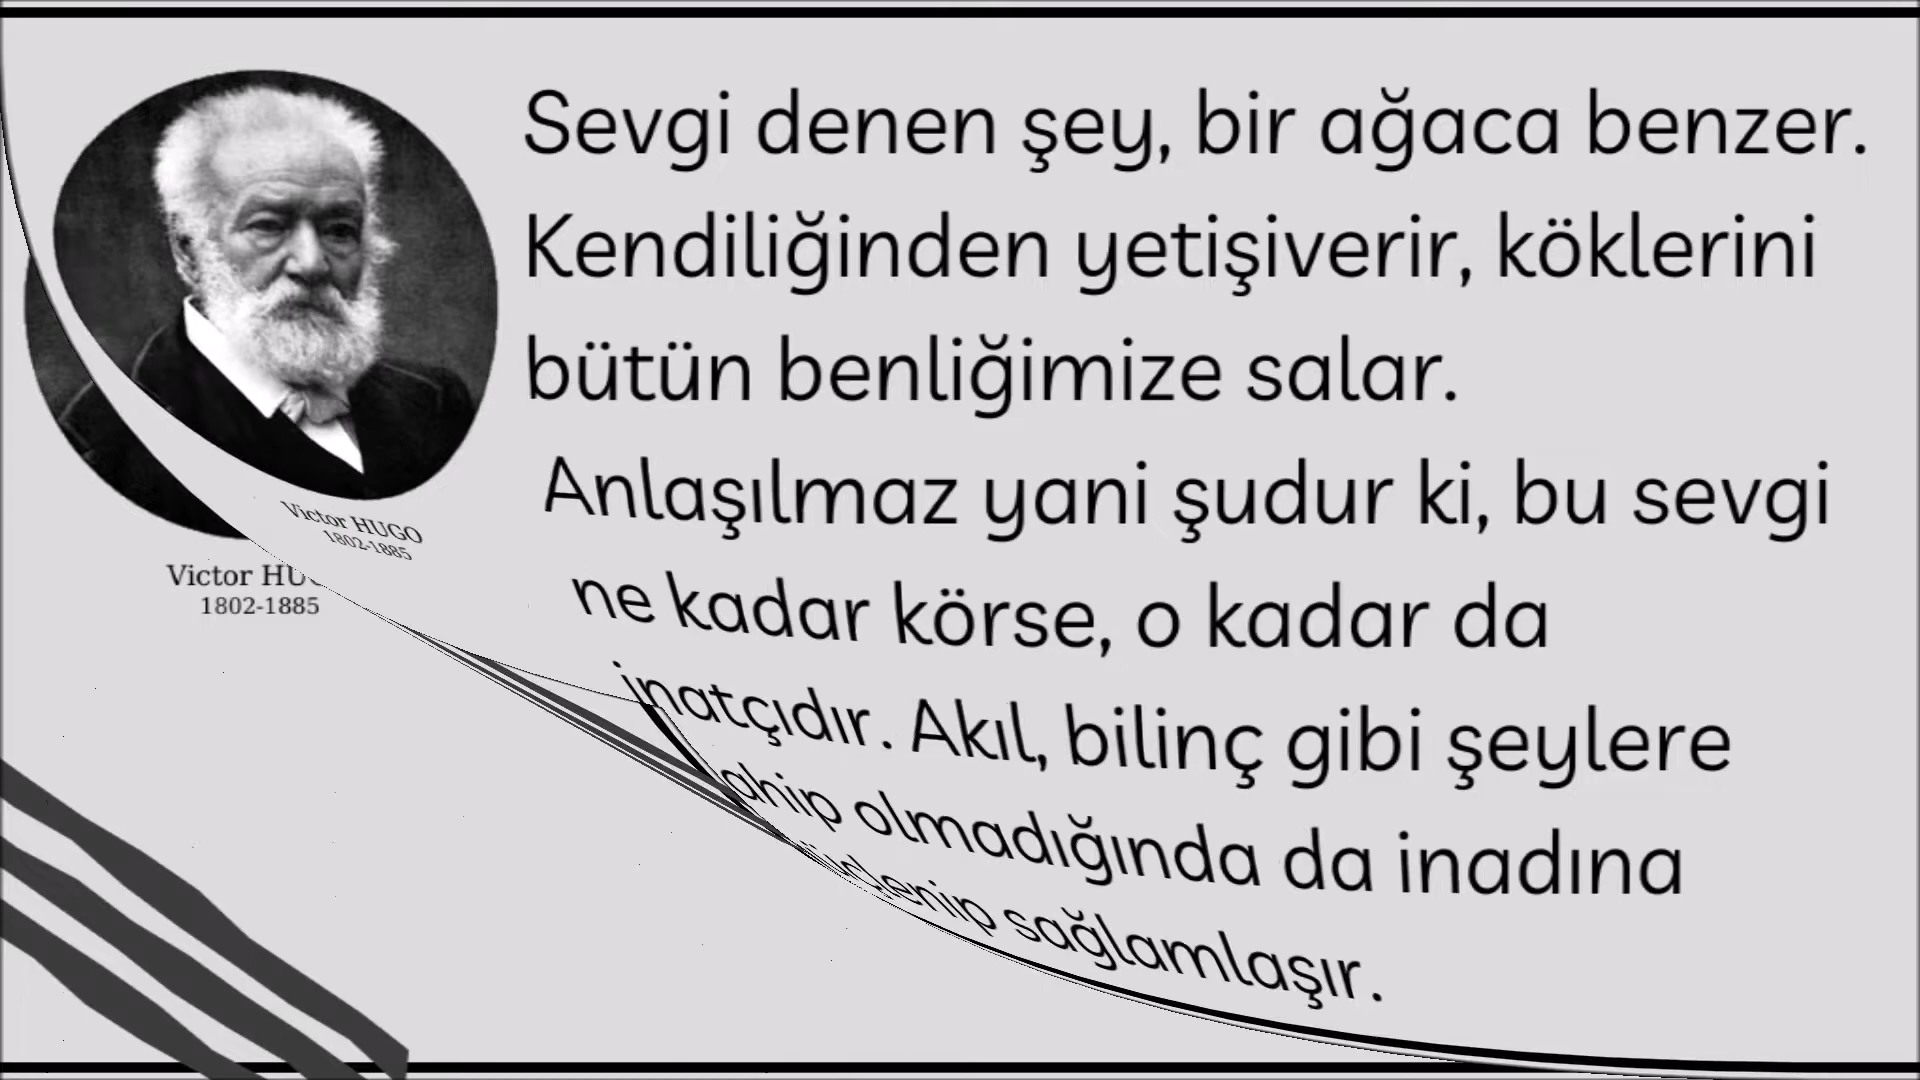 Sevgi denen şey, bir ağaca benzer.
Kendiliğinden yetişiverir, köklerini
bütün benliğimize salar.
Anlaşılmaz yani şudur ki, bu sevgi
ne kadar körse, o kadar da
inatçıdır. Akıl, bilinç gibi şeylere
olmadığında da inadına
sağlamlaşır.
Victor HUGO
1802-1885
Victor
1802-1885